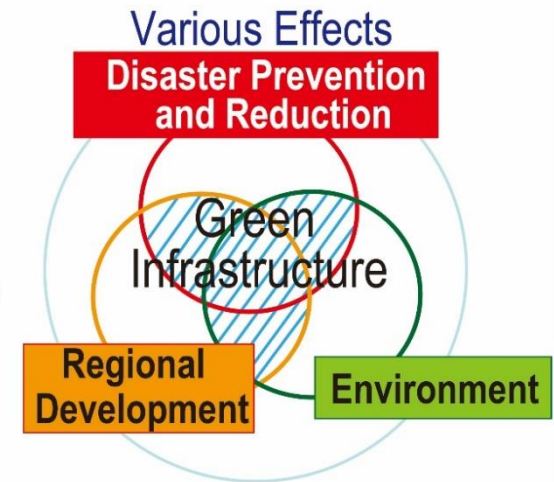 Various Effects
Disaster Prevention
and Reduction
Green
Infrastructure
Regional
Development
Environment